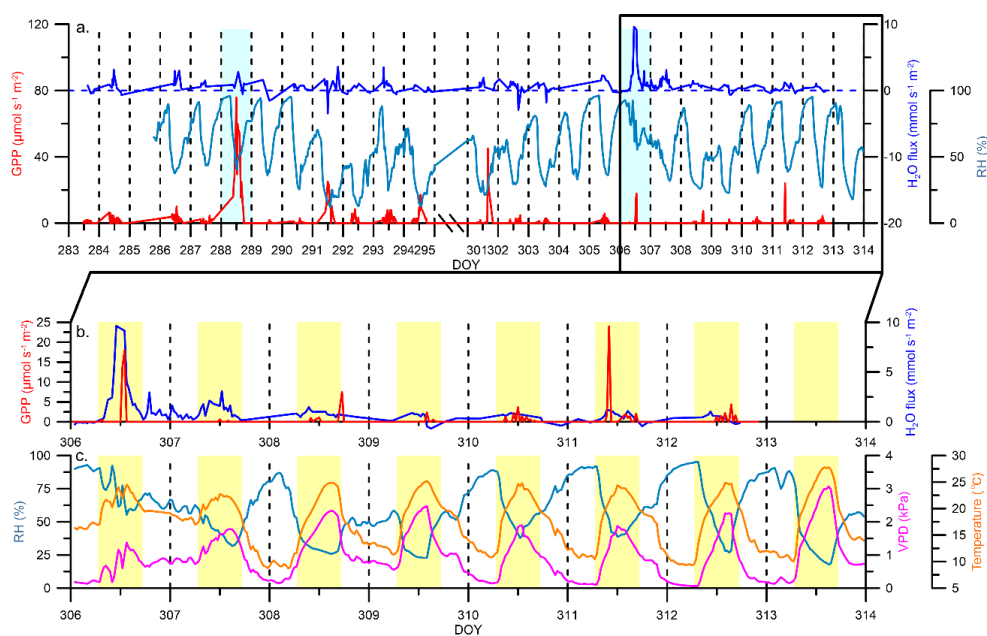 a.
120
80
40
0
GPP (μmol s⁻¹ m⁻²)
10
0
-10
-20
H₂O flux (mmol s⁻¹ m⁻²)
100
50
0
RH (%)
283 284 285 286 287 288 289 290 291 292 293 294 295 301 302 303 304 305 306 307 308 309 310 311 312 313 314
DOY
b.
25
20
15
10
5
0
GPP (μmol s⁻¹ m⁻²)
10
5
0
H₂O flux (mmol s⁻¹ m⁻²)
306 307 308 309 310 311 312 313 314
c.
100
75
50
25
0
RH (%)
4
3
2
1
0
VPD (kPa)
30
25
20
15
10
5
Temperature (°C)
306 307 308 309 310 311 312 313 314
DOY